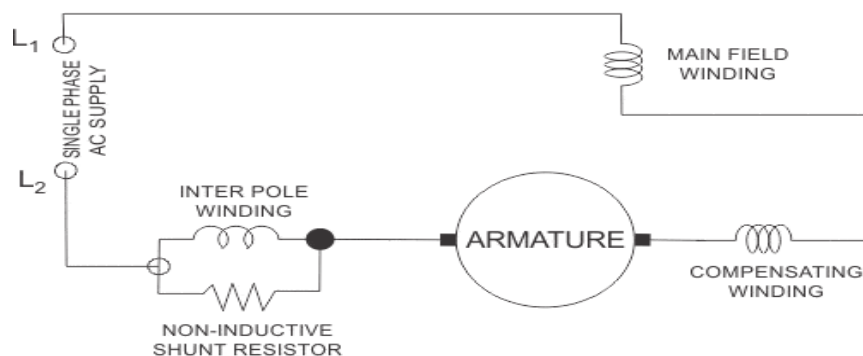 L1
SINGLE PHASE
AC SUPPLY
L2
MAIN FIELD
WINDING
INTER POLE
WINDING
ARMATURE
COMPENSATING
WINDING
NON-INDUCTIVE
SHUNT RESISTOR